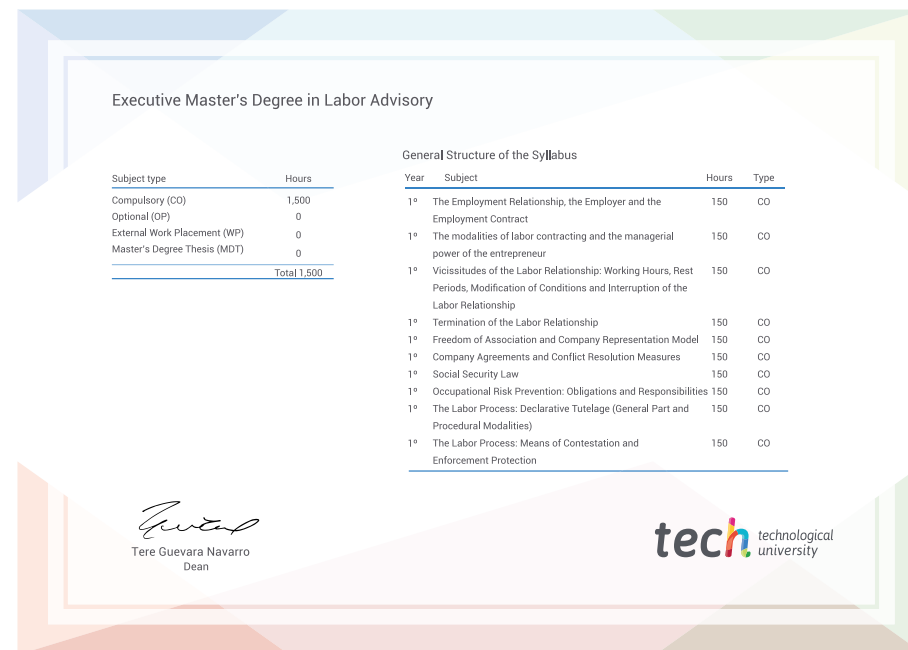 Executive Master's Degree in Labor Advisory
Subject type Hours
Compulsory (CO) 1,500
Optional (OP) 0
External Work Placement (WP) 0
Master's Degree Thesis (MDT) 0
Total 1,500
General Structure of the Syllabus
Year Subject Hours Type
1º The Employment Relationship, the Employer and the 150 CO
Employment Contract
1º The modalities of labor contracting and the managerial 150 CO
power of the entrepreneur
1º Vicissitudes of the Labor Relationship: Working Hours, Rest 150 CO
Periods, Modification of Conditions and Interruption of the
Labor Relationship
1º Termination of the Labor Relationship 150 CO
1º Freedom of Association and Company Representation Model 150 CO
1º Company Agreements and Conflict Resolution Measures 150 CO
1º Social Security Law 150 CO
1º Occupational Risk Prevention: Obligations and Responsibilities 150 CO
1º The Labor Process: Declarative Tutelage (General Part and 150 CO
Procedural Modalities)
1º The Labor Process: Means of Contestation and 150 CO
Enforcement Protection
Tere Guevara Navarro
Dean
tech technological
university